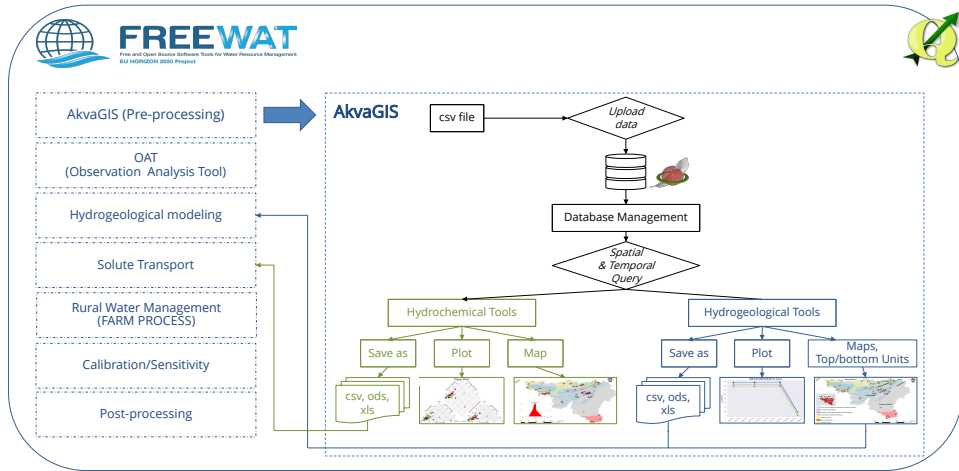 FREEWAT
Free and Open Source Software Tools for Water Resource Management
EU HORIZON 2020 Project
AkvaGIS (Pre-processing)
OAT
(Observation Analysis Tool)
Hydrogeological modeling
Solute Transport
Rural Water Management
(FARM PROCESS)
Calibration/Sensitivity
Post-processing
AkvaGIS
csv file
Upload
data
Database Management
Spatial
& Temporal
Query
Hydrochemical Tools
Save as
Plot
Map
csv, ods,
xls
Hydrogeological Tools
Save as
Plot
Maps,
Top/bottom Units
csv, ods,
xls